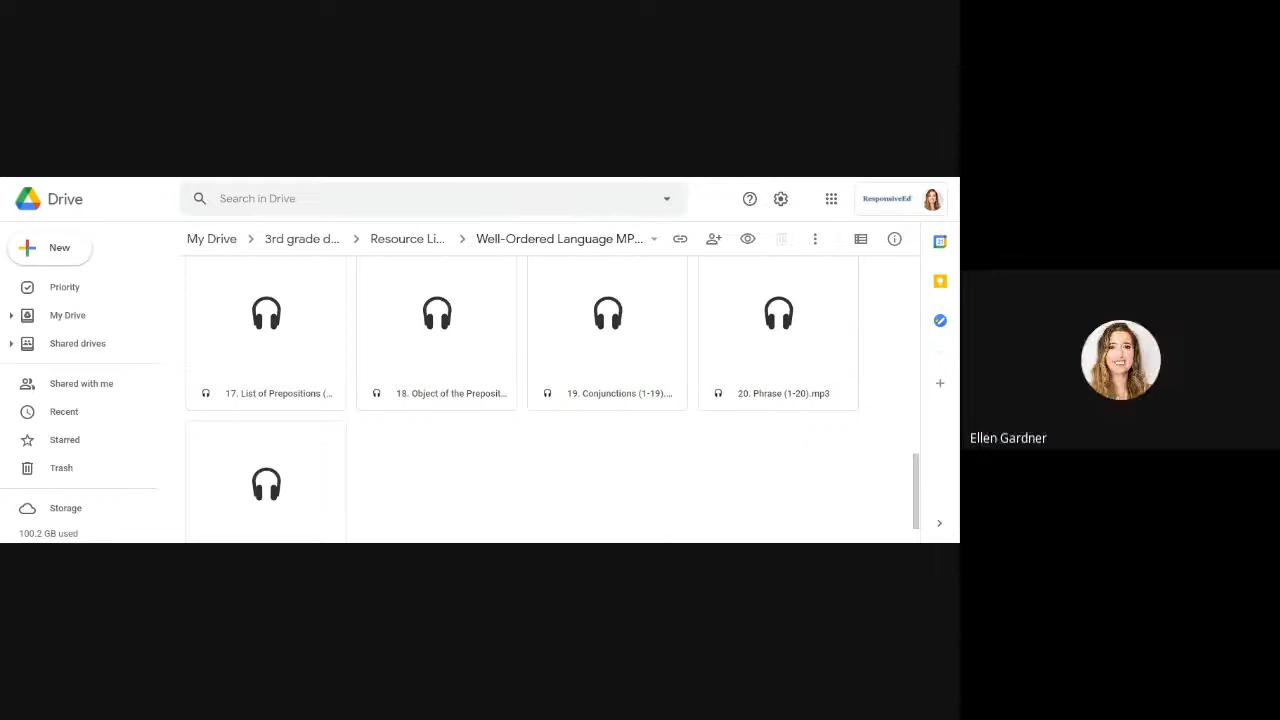 Drive
Search in Drive
ResponsiveEd
New
My Drive > 3rd grade d... > Resource Li... > Well-Ordered Language MP...
Priority
My Drive
Shared drives
Shared with me
Recent
Starred
Trash
Storage
100.2 GB used
17. List of Prepositions (...
18. Object of the Preposit...
19. Conjunctions (1-19)....
20. Phrase (1-20).mp3
Ellen Gardner